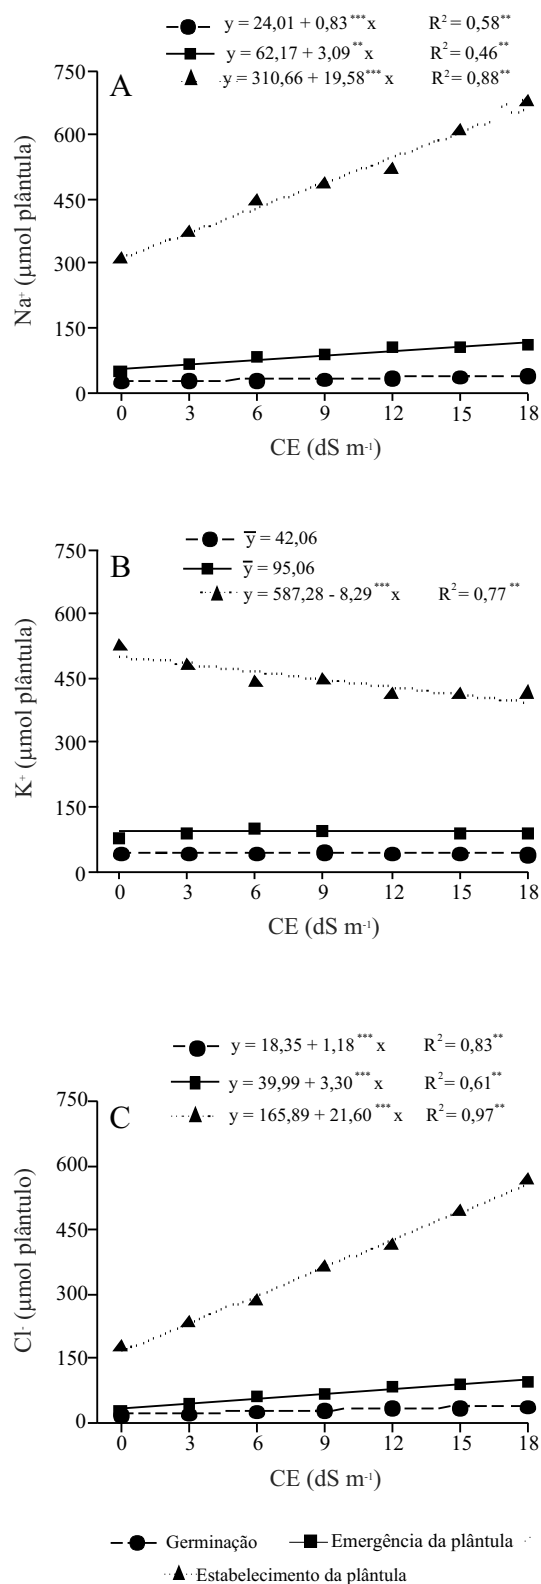 y = 24,01 + 0,83***x R² = 0,58**
y = 62,17 + 3,09**x R² = 0,46**
y = 310,66 + 19,58***x R² = 0,88**
A
Na⁺ (µmol plântula)
750
600
450
300
150
0
0 3 6 9 12 15 18
CE (dS m⁻¹)
y̅ = 42,06
y̅ = 95,06
y = 587,28 - 8,29***x R² = 0,77**
B
K⁺ (µmol plântula)
750
600
450
300
150
0
0 3 6 9 12 15 18
CE (dS m⁻¹)
y = 18,35 + 1,18***x R² = 0,83**
y = 39,99 + 3,30***x R² = 0,61**
y = 165,89 + 21,60***x R² = 0,97**
C
Cl⁻ (µmol plântulo)
750
600
450
300
150
0
0 3 6 9 12 15 18
CE (dS m⁻¹)
Germinação Emergência da plântula
Estabelecimento da plântula